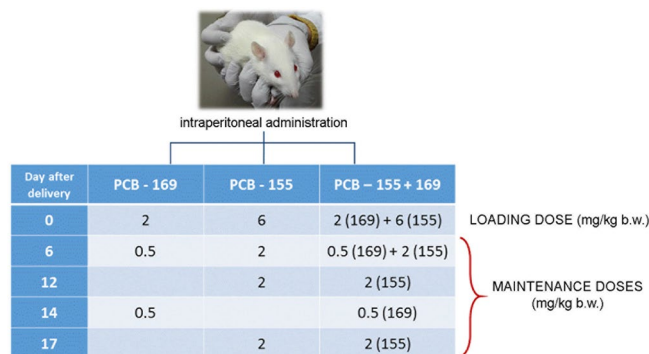 intraperitoneal administration
Day after
delivery
PCB - 169
PCB - 155
PCB – 155 + 169
0
2
6
2 (169) + 6 (155)
LOADING DOSE (mg/kg b.w.)
6
0.5
2
0.5 (169) + 2 (155)
12
2
2 (155)
MAINTENANCE DOSES
(mg/kg b.w.)
14
0.5
0.5 (169)
17
2
2 (155)